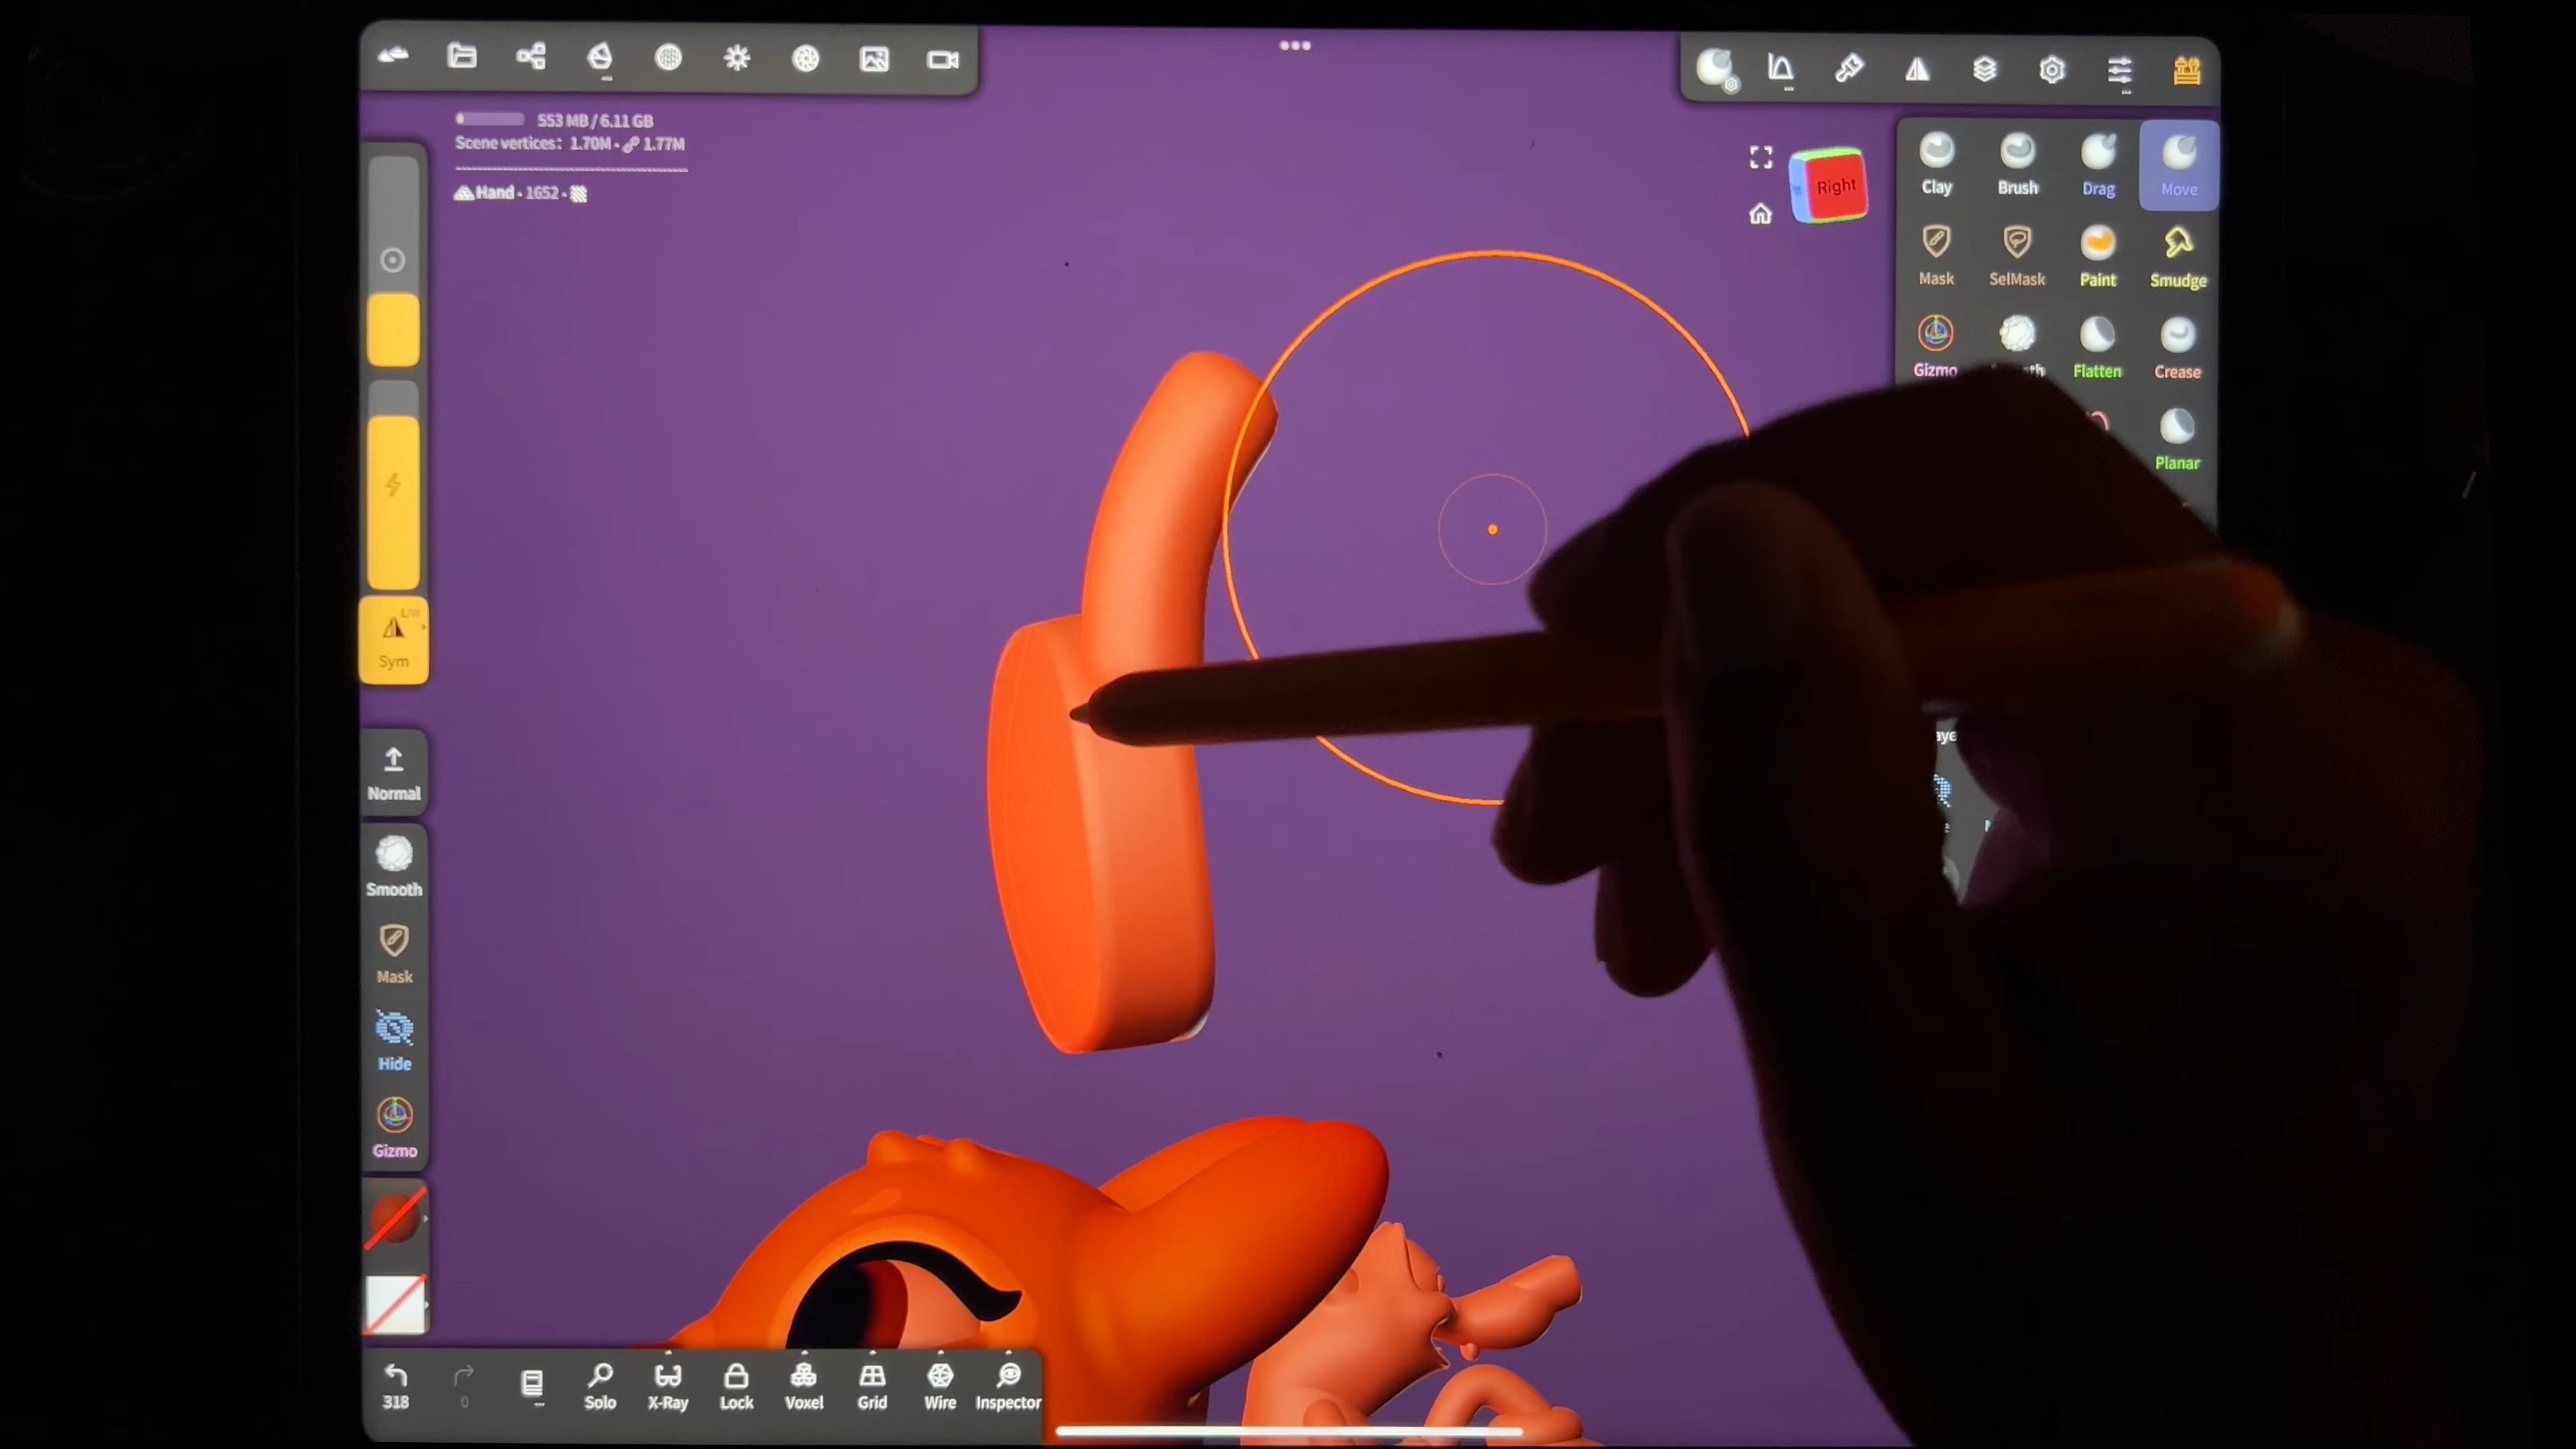 553 MB / 6.11 GB
Scene vertices: 1.70M - 1.77M
Hand - 1652 -
Right
Clay
Brush
Drag
Move
Mask
SelMask
Paint
Smudge
Gizmo
Flatten
Crease
Planar
L/W
Sym
Normal
Smooth
Mask
Hide
Gizmo
318
0
Solo
X-Ray
Lock
Voxel
Grid
Wire
Inspector